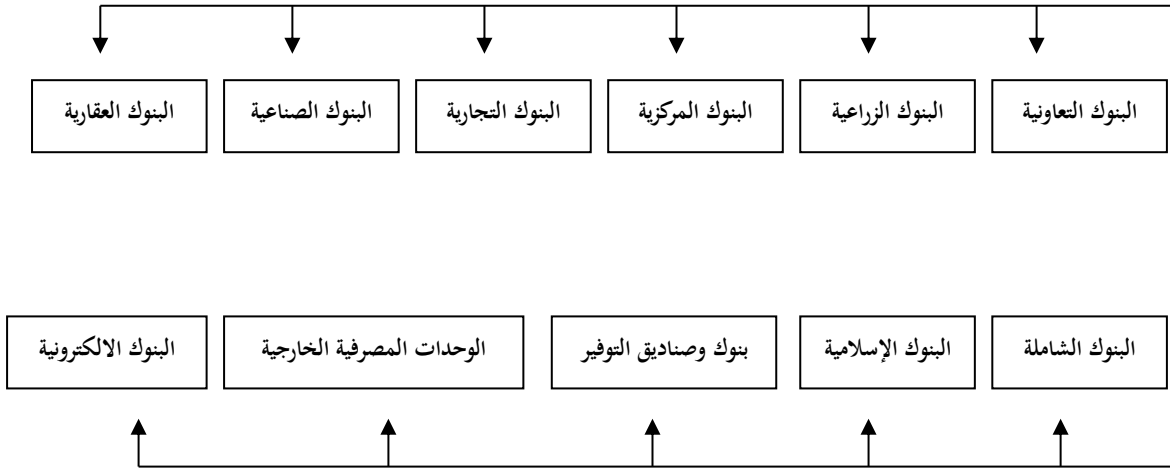 البنوك التعاونية
البنوك الزراعية
البنوك المركزية
البنوك التجارية
البنوك الصناعية
البنوك العقارية
البنوك الشاملة
البنوك الإسلامية
بنوك وصناديق التوفير
الوحدات المصرفية الخارجية
البنوك الالكترونية